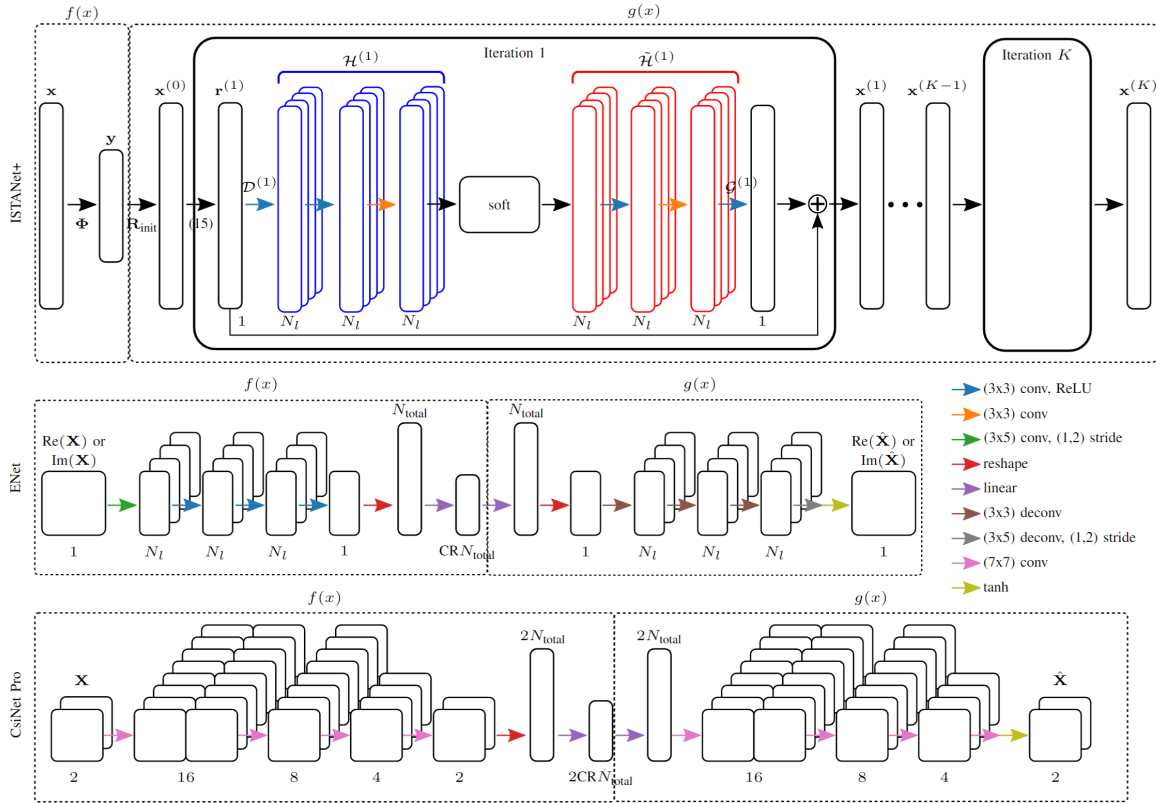 f(x) g(x)
ISTANet+
Iteration 1
Iteration K
ℋ^(1) ℋ̃^(1)
x x^(0) r^(1) x^(1) x^(K−1) x^(K)
y
𝒟^(1) soft 𝒢^(1)
Φ R_init (15)
1 N_l N_l N_l N_l N_l N_l 1
f(x) g(x)
ENet
N_total N_total
Re(X) or
Im(X)
Re(X̂) or
Im(X̂)
1 N_l N_l N_l 1 CRN_total 1 N_l N_l N_l 1
(3x3) conv, ReLU
(3x3) conv
(3x5) conv, (1,2) stride
reshape
linear
(3x3) deconv
(3x5) deconv, (1,2) stride
(7x7) conv
tanh
f(x) g(x)
CsiNet Pro
2N_total 2N_total
X X̂
2 16 8 4 2 2CRN_total 16 8 4 2